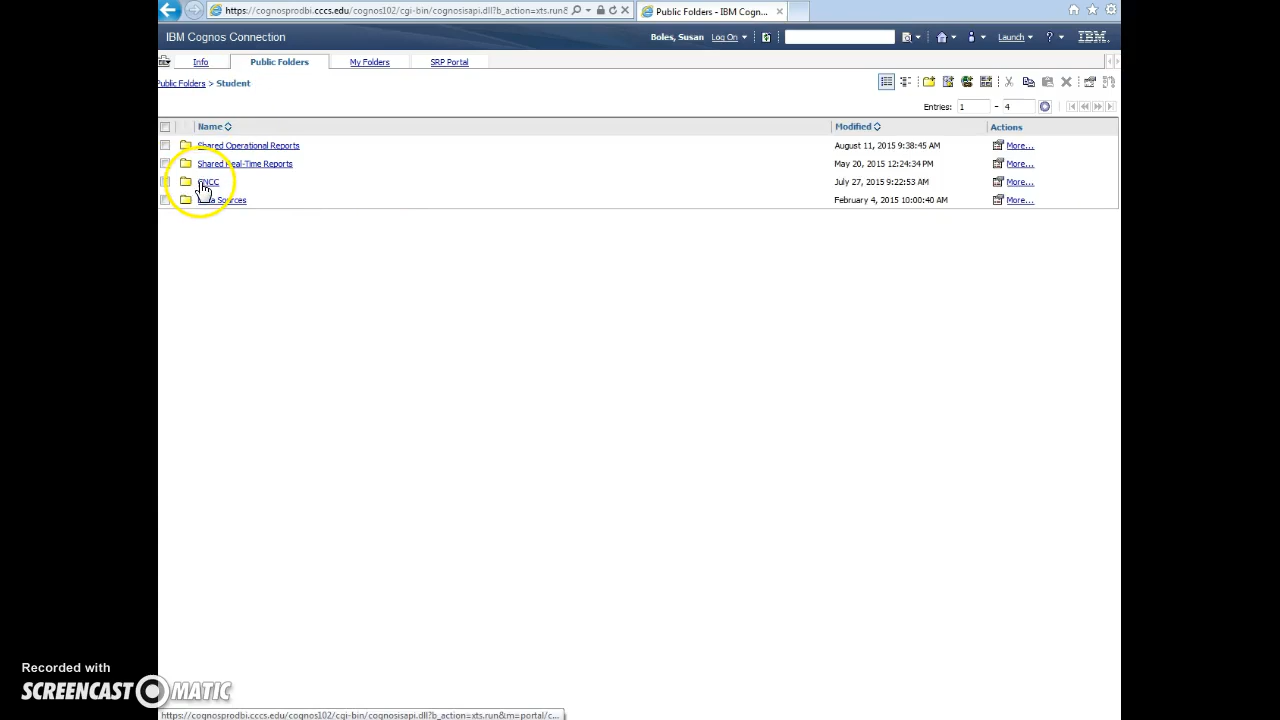 https://cognosprodbi.cccs.edu/cognos102/cgi-bin/cognosisapi.dll?b_action=xts.run&
Public Folders - IBM Cogn...
IBM Cognos Connection
Boles, Susan Log On
Launch
?
IBM.
Info
Public Folders
My Folders
SRP Portal
Public Folders > Student
Entries: 1 - 4
Name
Modified
Actions
Shared Operational Reports
August 11, 2015 9:38:45 AM
More...
Shared Real-Time Reports
May 20, 2015 12:24:34 PM
More...
July 27, 2015 9:22:53 AM
More...
Sources
February 4, 2015 10:00:40 AM
More...
Recorded with
SCREENCAST MATIC
https://cognosprodbi.cccs.edu/cognos102/cgi-bin/cognosisapi.dll?b_action=xts.run&m=portal/c...